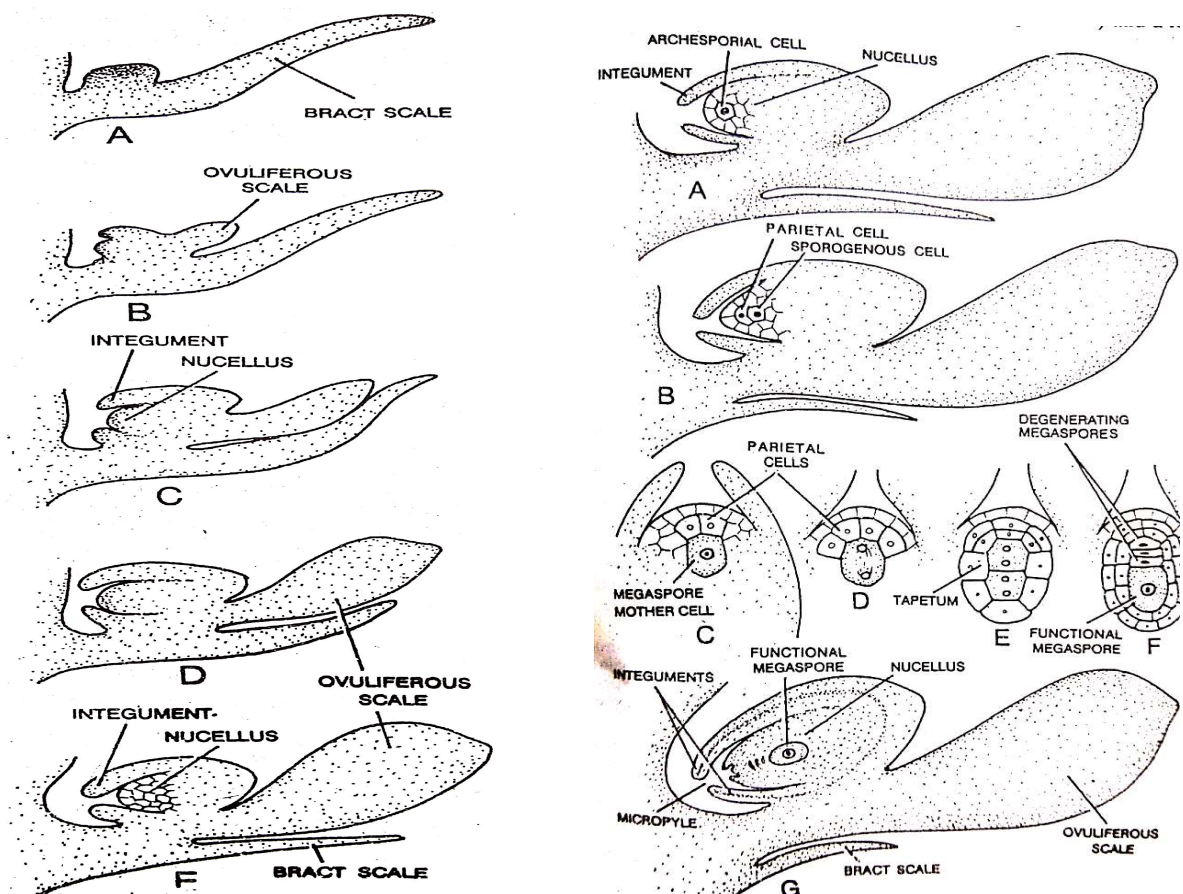 BRACT SCALE
A
OVULIFEROUS
SCALE
B
INTEGUMENT
NUCELLUS
C
D
OVULIFEROUS
SCALE
INTEGUMENT-
NUCELLUS
BRACT SCALE
F
ARCHESPORIAL CELL
NUCELLUS
INTEGUMENT
A
PARIETAL CELL
SPOROGENOUS CELL
B
DEGENERATING
MEGASPORES
PARIETAL
CELLS
MEGASPORE
MOTHER CELL
C
D
TAPETUM
E
FUNCTIONAL
MEGASPORE
F
FUNCTIONAL
MEGASPORE
NUCELLUS
INTEGUMENTS
MICROPYLE
OVULIFEROUS
SCALE
BRACT SCALE
G